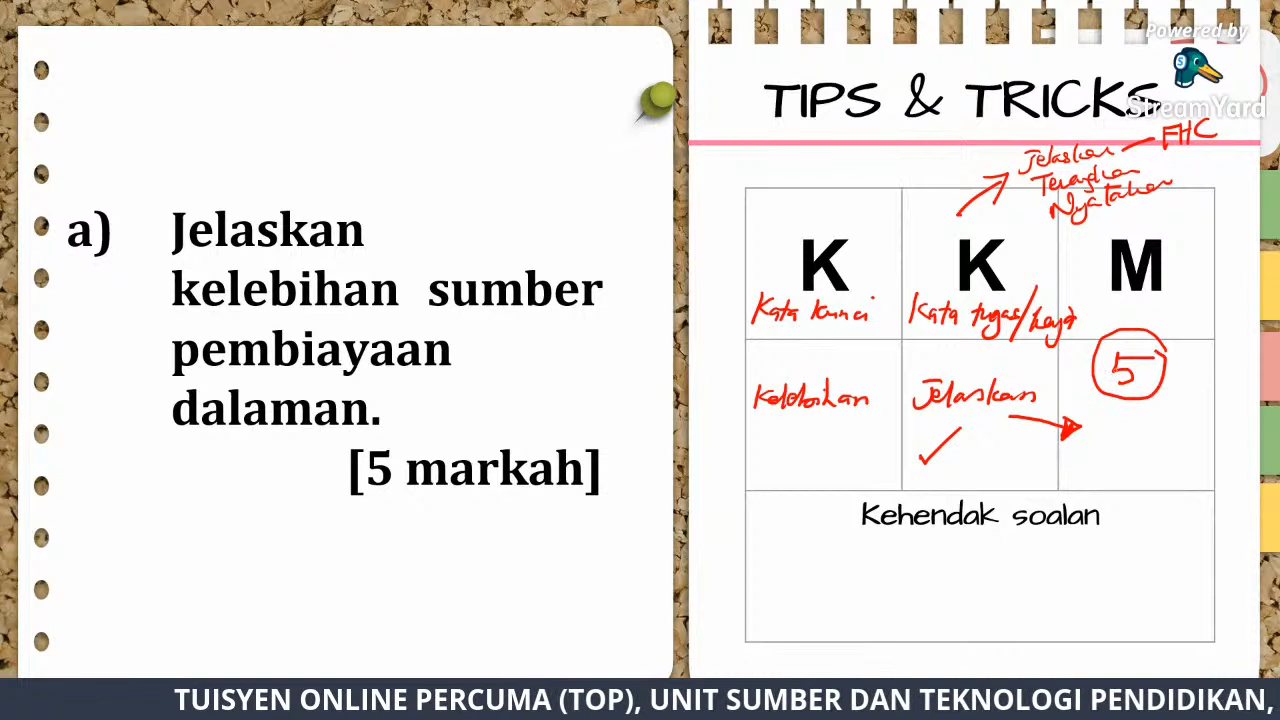 a) Jelaskan
kelebihan sumber
pembiayaan
dalaman.
[5 markah]
Powered by
StreamYard
TIPS & TRICKS
Jelaskan — FHC
Terangkan
Nyatakan
K K M
Kata kunci Kata tugas/kerja
Kelebihan Jelaskan 5
Kehendak soalan
TUISYEN ONLINE PERCUMA (TOP), UNIT SUMBER DAN TEKNOLOGI PENDIDIKAN,